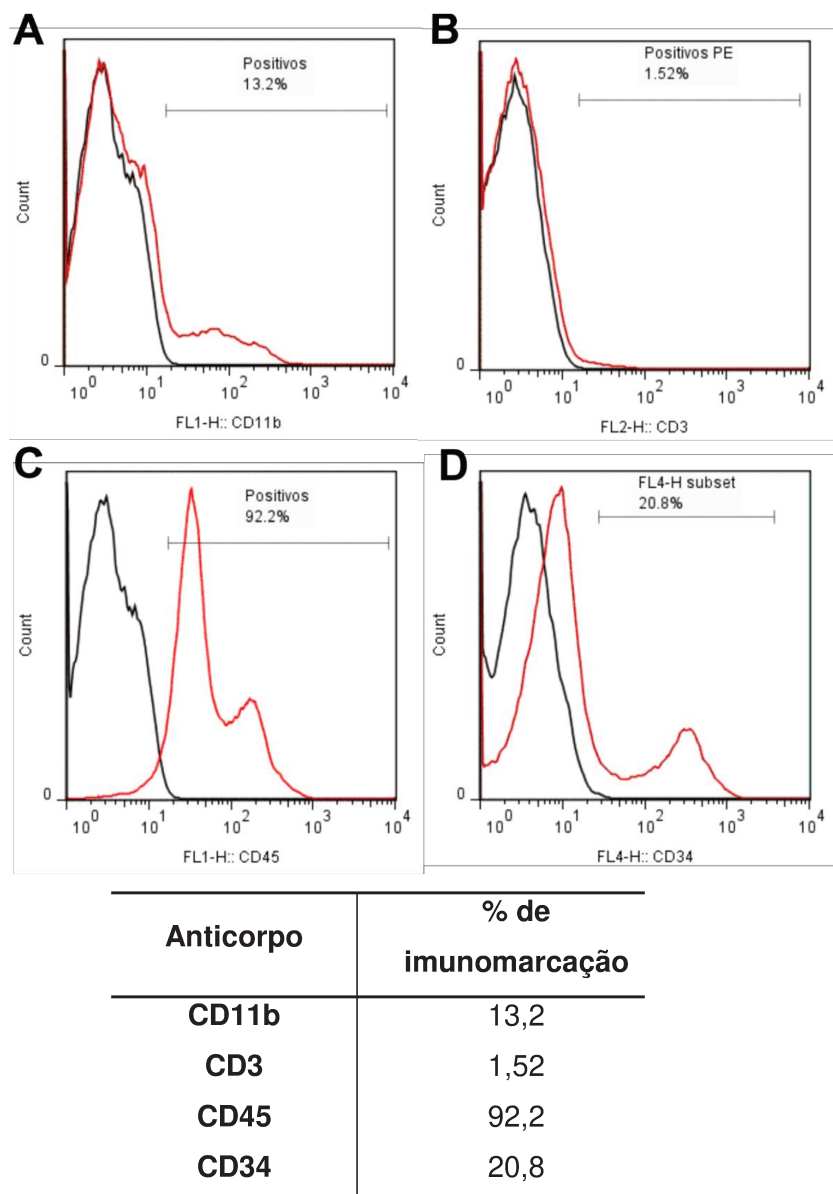 A
Positivos
13.2%
Count
0
10^0 10^1 10^2 10^3 10^4
FL1-H:: CD11b
B
Positivos PE
1.52%
Count
0
10^0 10^1 10^2 10^3 10^4
FL2-H:: CD3
C
Positivos
92.2%
Count
0
10^0 10^1 10^2 10^3 10^4
FL1-H:: CD45
D
FL4-H subset
20.8%
Count
0
10^0 10^1 10^2 10^3 10^4
FL4-H:: CD34
Anticorpo
% de
imunomarcação
CD11b 13,2
CD3 1,52
CD45 92,2
CD34 20,8